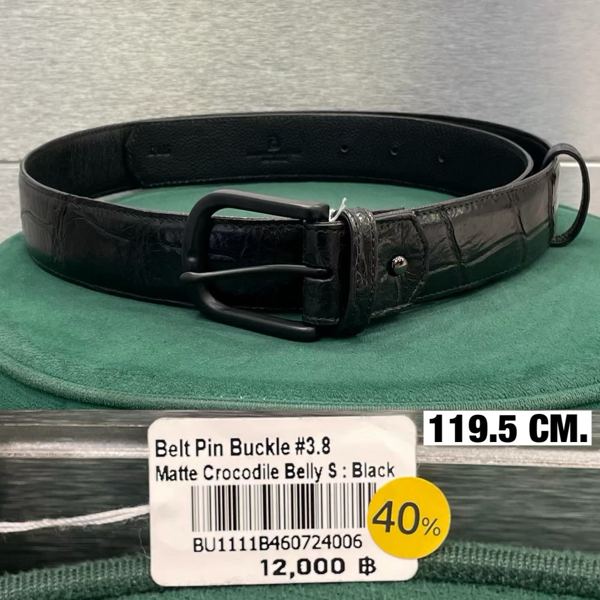 119.5 CM.
Belt Pin Buckle #3.8
Matte Crocodile Belly S : Black
BU1111B460724006
40%
12,000 ฿